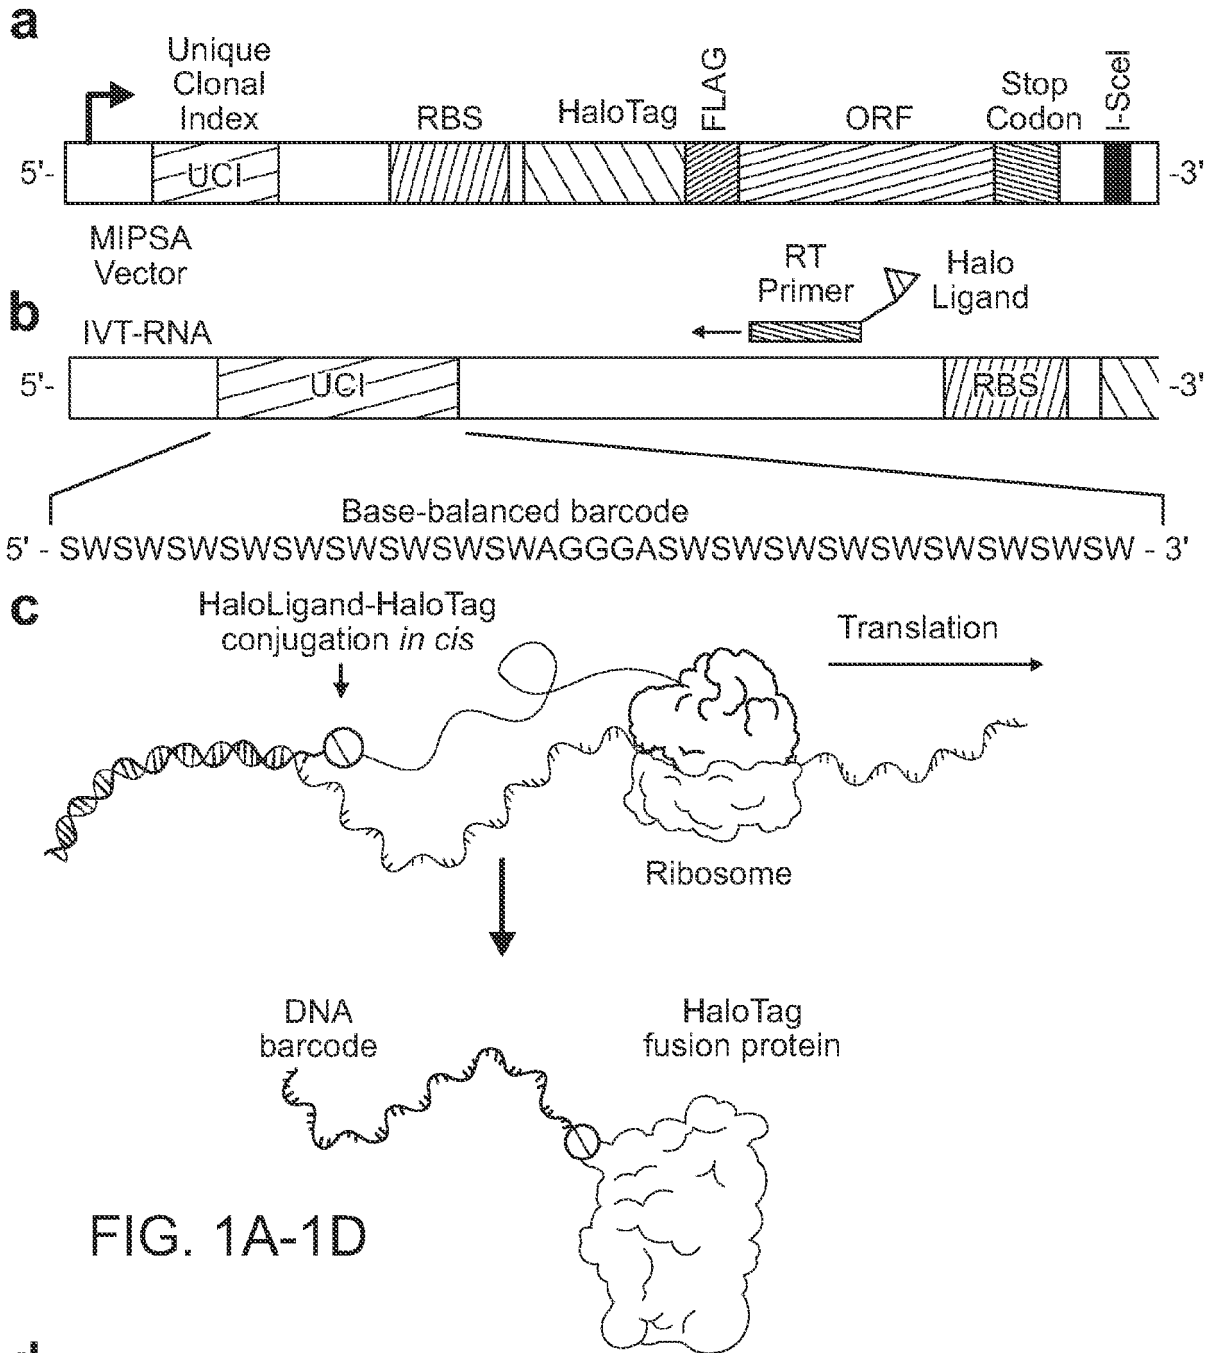 a
Unique
Clonal
Index
RBS
HaloTag
FLAG
ORF
Stop
Codon
I-SceI
5'-
UCI
-3'
MIPSA
Vector
b
IVT-RNA
RT
Primer
Halo
Ligand
5'-
UCI
RBS
-3'
Base-balanced barcode
5' - SWSWSWSWSWSWSWSWSWAGGGASWSWSWSWSWSWSWSWSW - 3'
c
HaloLigand-HaloTag
conjugation in cis
Translation
Ribosome
DNA
barcode
HaloTag
fusion protein
FIG. 1A-1D